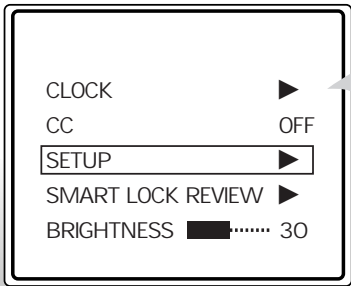 CLOCK ▶
CC OFF
SETUP ▶
SMART LOCK REVIEW ▶
BRIGHTNESS 30